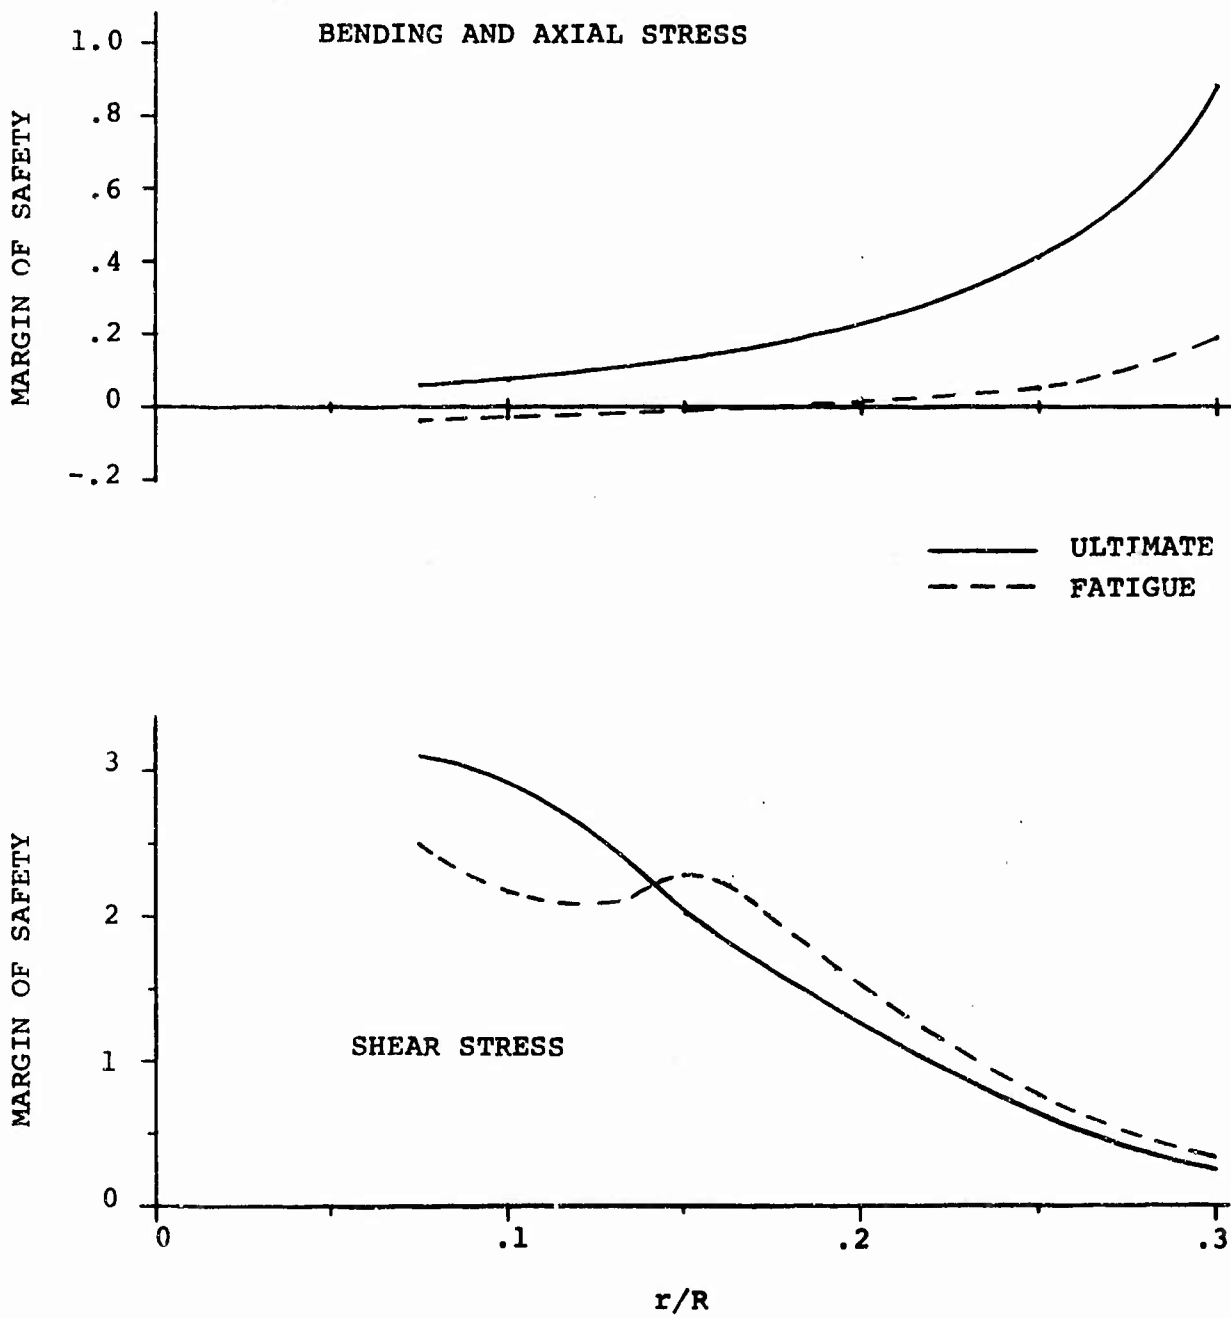 BENDING AND AXIAL STRESS
MARGIN OF SAFETY
1.0
.8
.6
.4
.2
0
-.2
ULTIMATE
FATIGUE
MARGIN OF SAFETY
3
2
1
0
SHEAR STRESS
0 .1 .2 .3
r/R